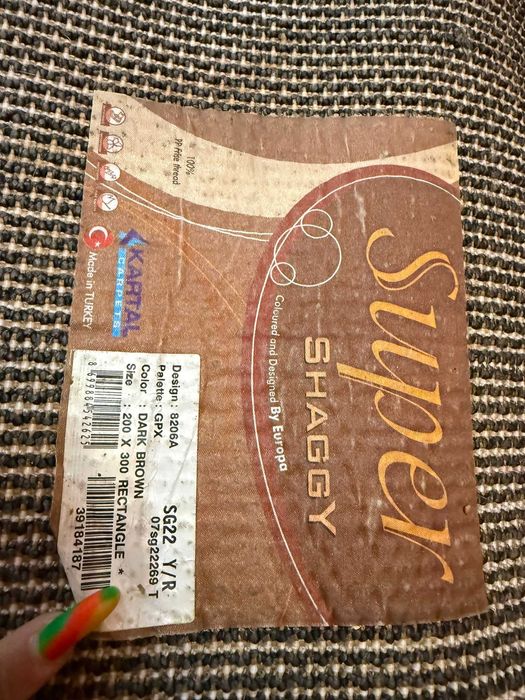 Super
SHAGGY
Coloured and Designed By Europa
100%
PP-Frize thread
KARTAL
CARPETS
Made in TURKEY
Design : 8206A
SG22 Y/R
Palette : GPX
07sg22269 T
Color : DARK BROWN
Size : 200 X 300 RECTANGLE *
39184187